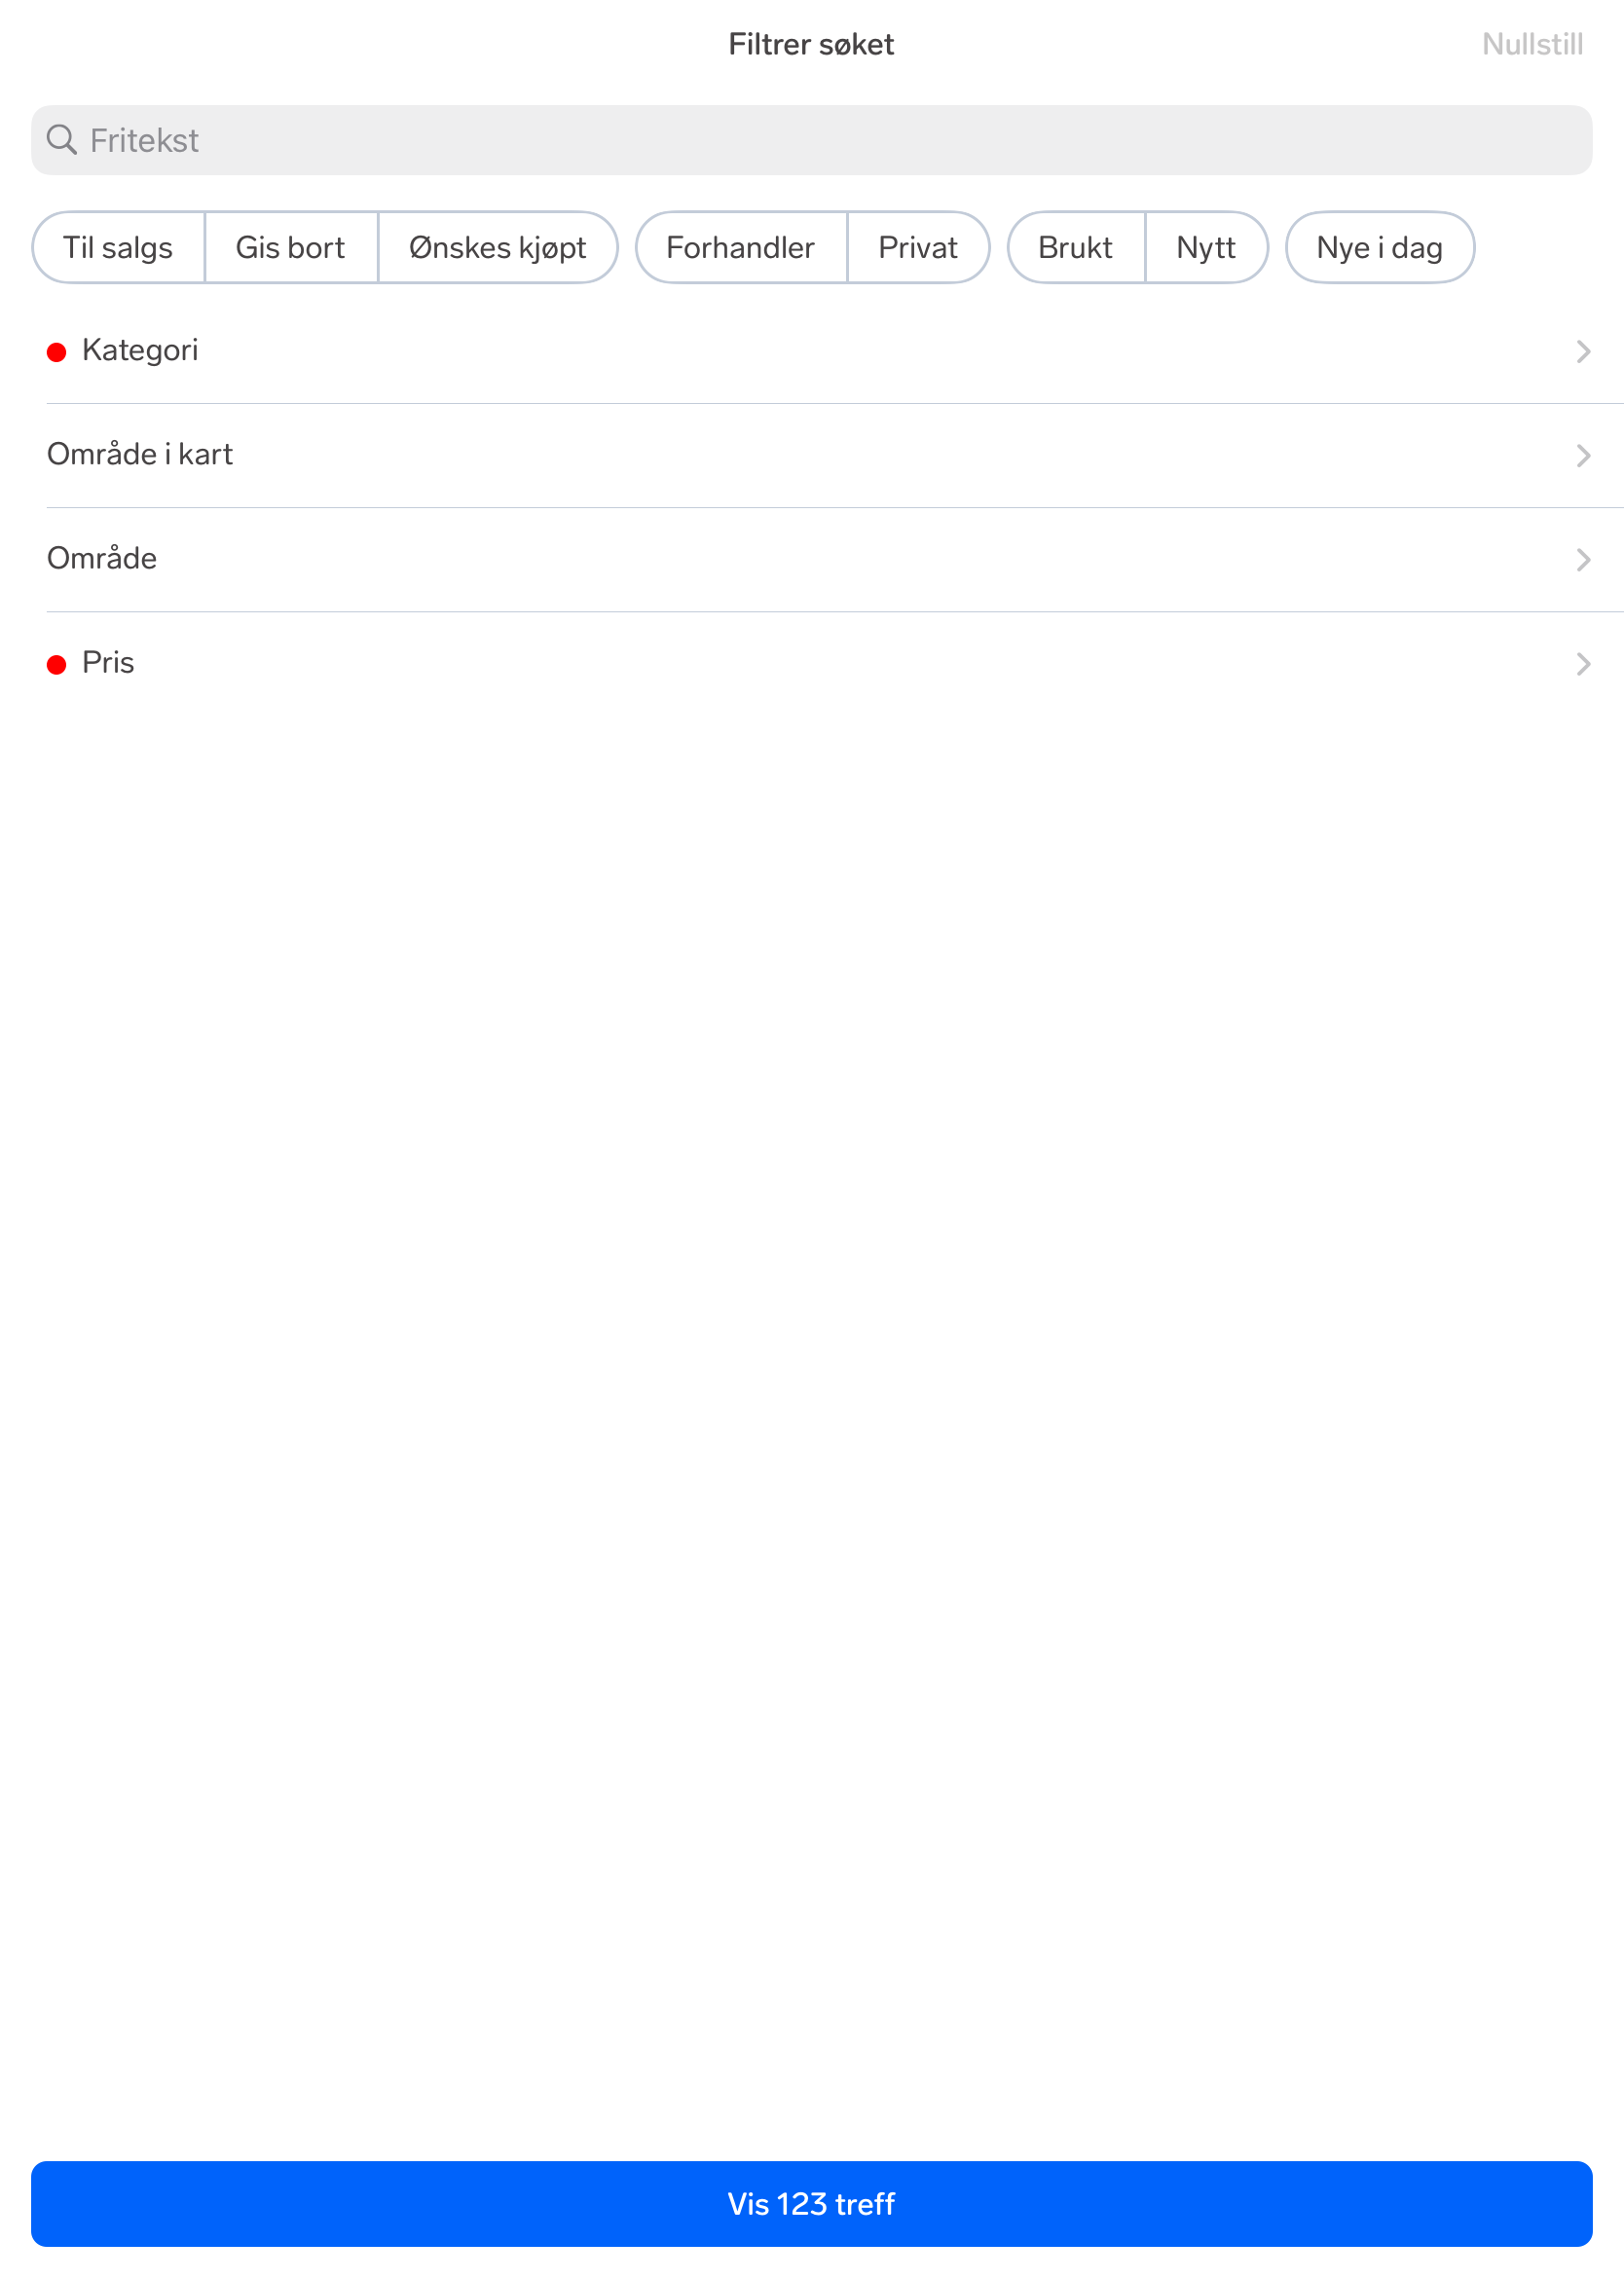 Filtrer søket
Nullstill
Fritekst
Til salgs Gis bort Ønskes kjøpt Forhandler Privat Brukt Nytt Nye i dag
Kategori
Område i kart
Område
Pris
Vis 123 treff